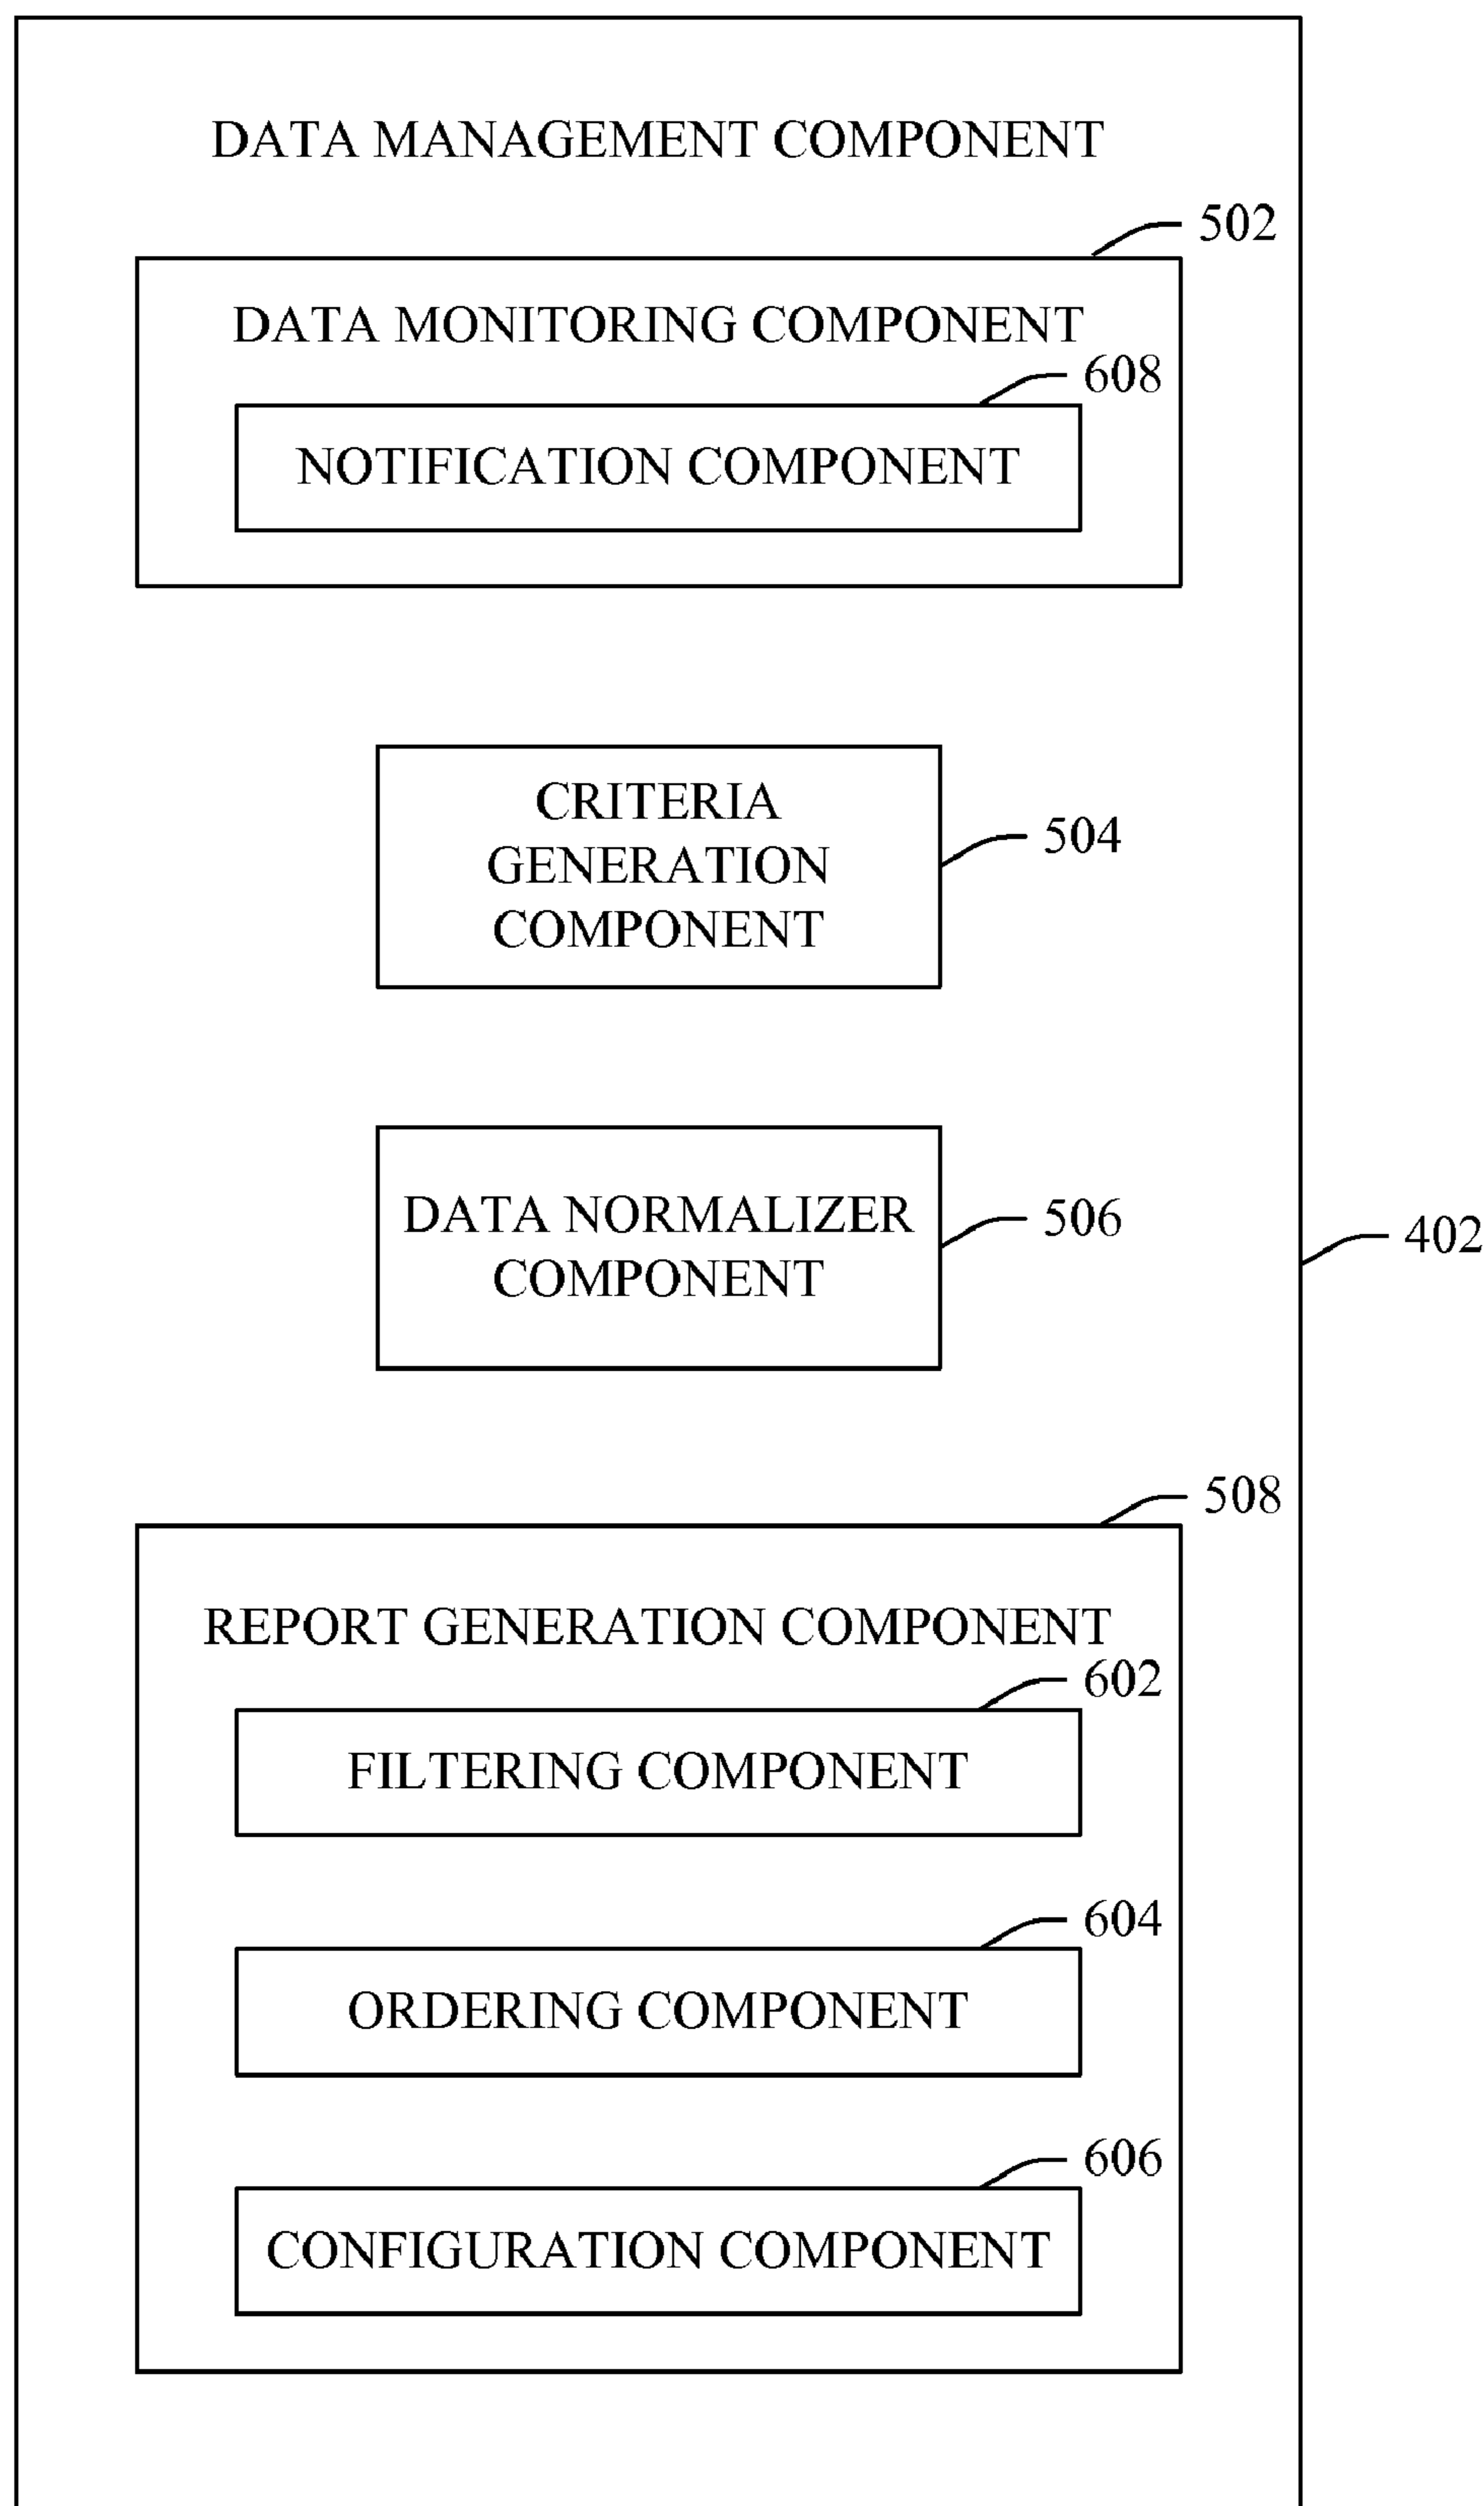 DATA MANAGEMENT COMPONENT
502
DATA MONITORING COMPONENT
608
NOTIFICATION COMPONENT
CRITERIA
GENERATION
COMPONENT
504
DATA NORMALIZER
COMPONENT
506
402
508
REPORT GENERATION COMPONENT
602
FILTERING COMPONENT
604
ORDERING COMPONENT
606
CONFIGURATION COMPONENT